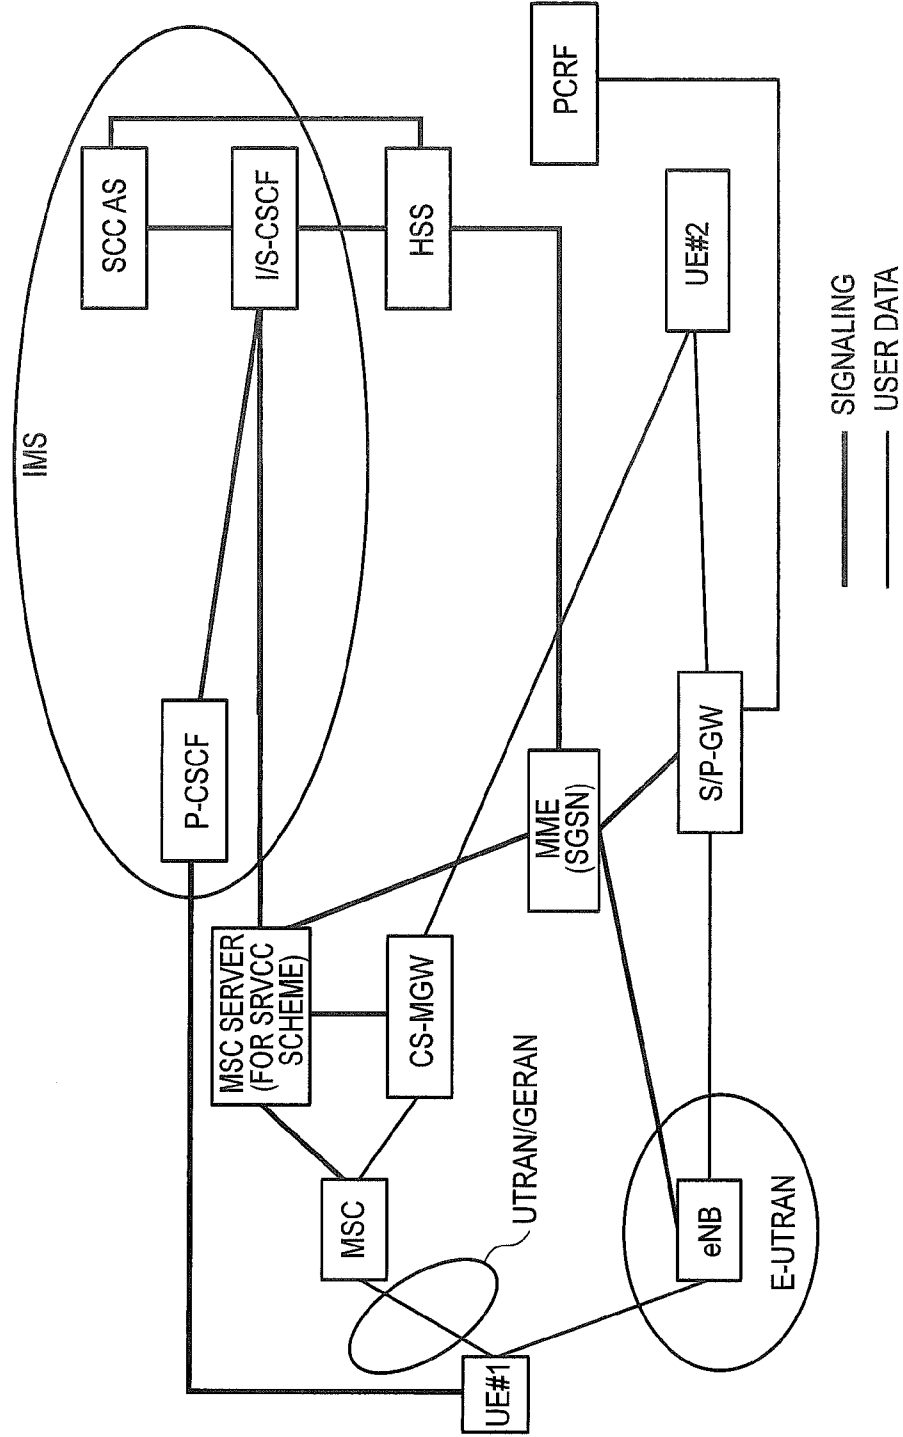 IMS
SCC AS
I/S-CSCF
HSS
PCRF
P-CSCF
UE#2
MSC SERVER
(FOR SRVCC
SCHEME)
CS-MGW
MME
(SGSN)
S/P-GW
MSC
UTRAN/GERAN
eNB
E-UTRAN
UE#1
SIGNALING
USER DATA